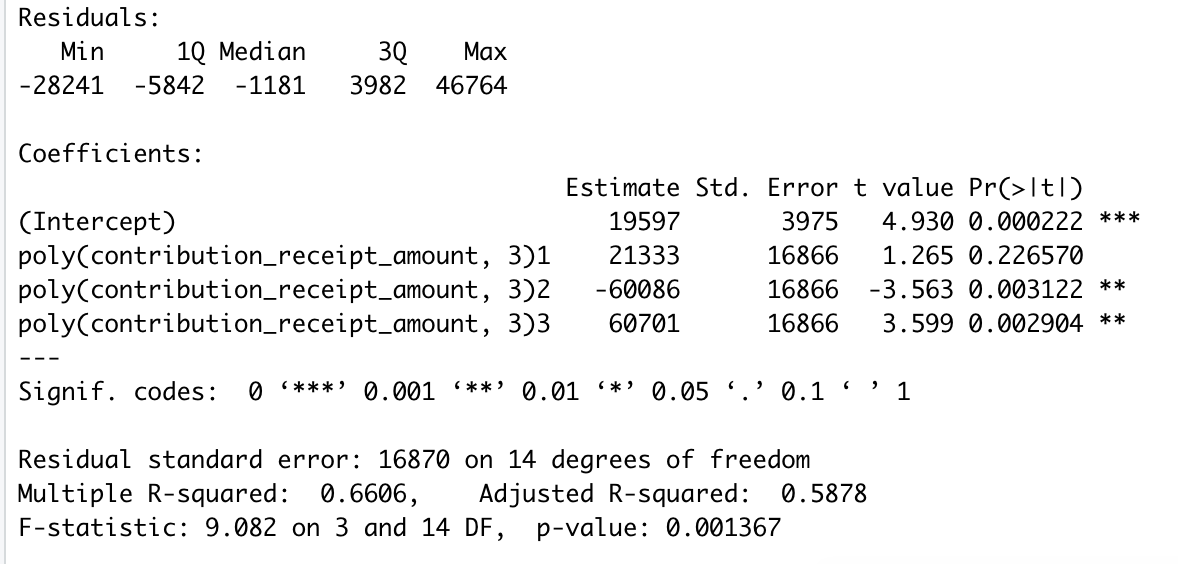 Residuals:
   Min     1Q Median     3Q    Max
-28241  -5842  -1181   3982  46764

Coefficients:
                                    Estimate Std. Error t value Pr(>|t|)
(Intercept)                            19597       3975   4.930 0.000222 ***
poly(contribution_receipt_amount, 3)1    21333      16866   1.265 0.226570
poly(contribution_receipt_amount, 3)2   -60086      16866  -3.563 0.003122 **
poly(contribution_receipt_amount, 3)3    60701      16866   3.599 0.002904 **
---
Signif. codes:  0 ‘***’ 0.001 ‘**’ 0.01 ‘*’ 0.05 ‘.’ 0.1 ‘ ’ 1

Residual standard error: 16870 on 14 degrees of freedom
Multiple R-squared:  0.6606,    Adjusted R-squared:  0.5878
F-statistic: 9.082 on 3 and 14 DF,  p-value: 0.001367